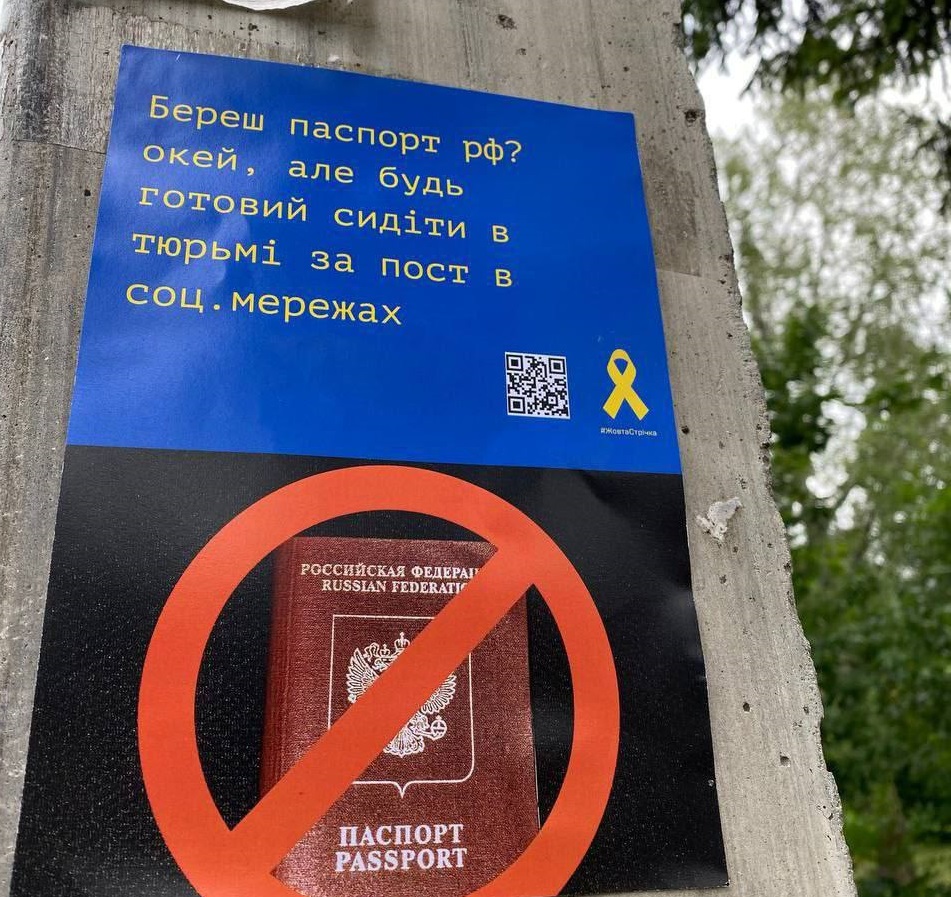 Береш паспорт рф?
окей, але будь
готовий сидіти в
тюрьмі за пост в
соц.мережах
#ЖовтаСтрічка
РОССИЙСКАЯ ФЕДЕРАЦ
RUSSIAN FEDERATIO
ПАСПОРТ
PASSPORT